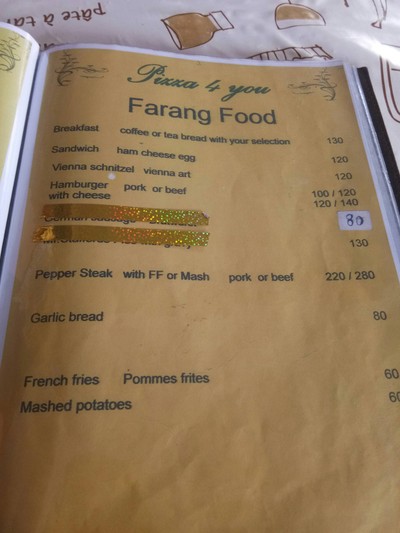 pâte à tar
Pizza 4 you
Farang Food
Breakfast coffee or tea bread with your selection 130
Sandwich ham cheese egg 120
Vienna schnitzel vienna art 120
Hamburger pork or beef 100 / 120
with cheese 120 / 140
80
130
Pepper Steak with FF or Mash pork or beef 220 / 280
Garlic bread 80
French fries Pommes frites 60
Mashed potatoes 60